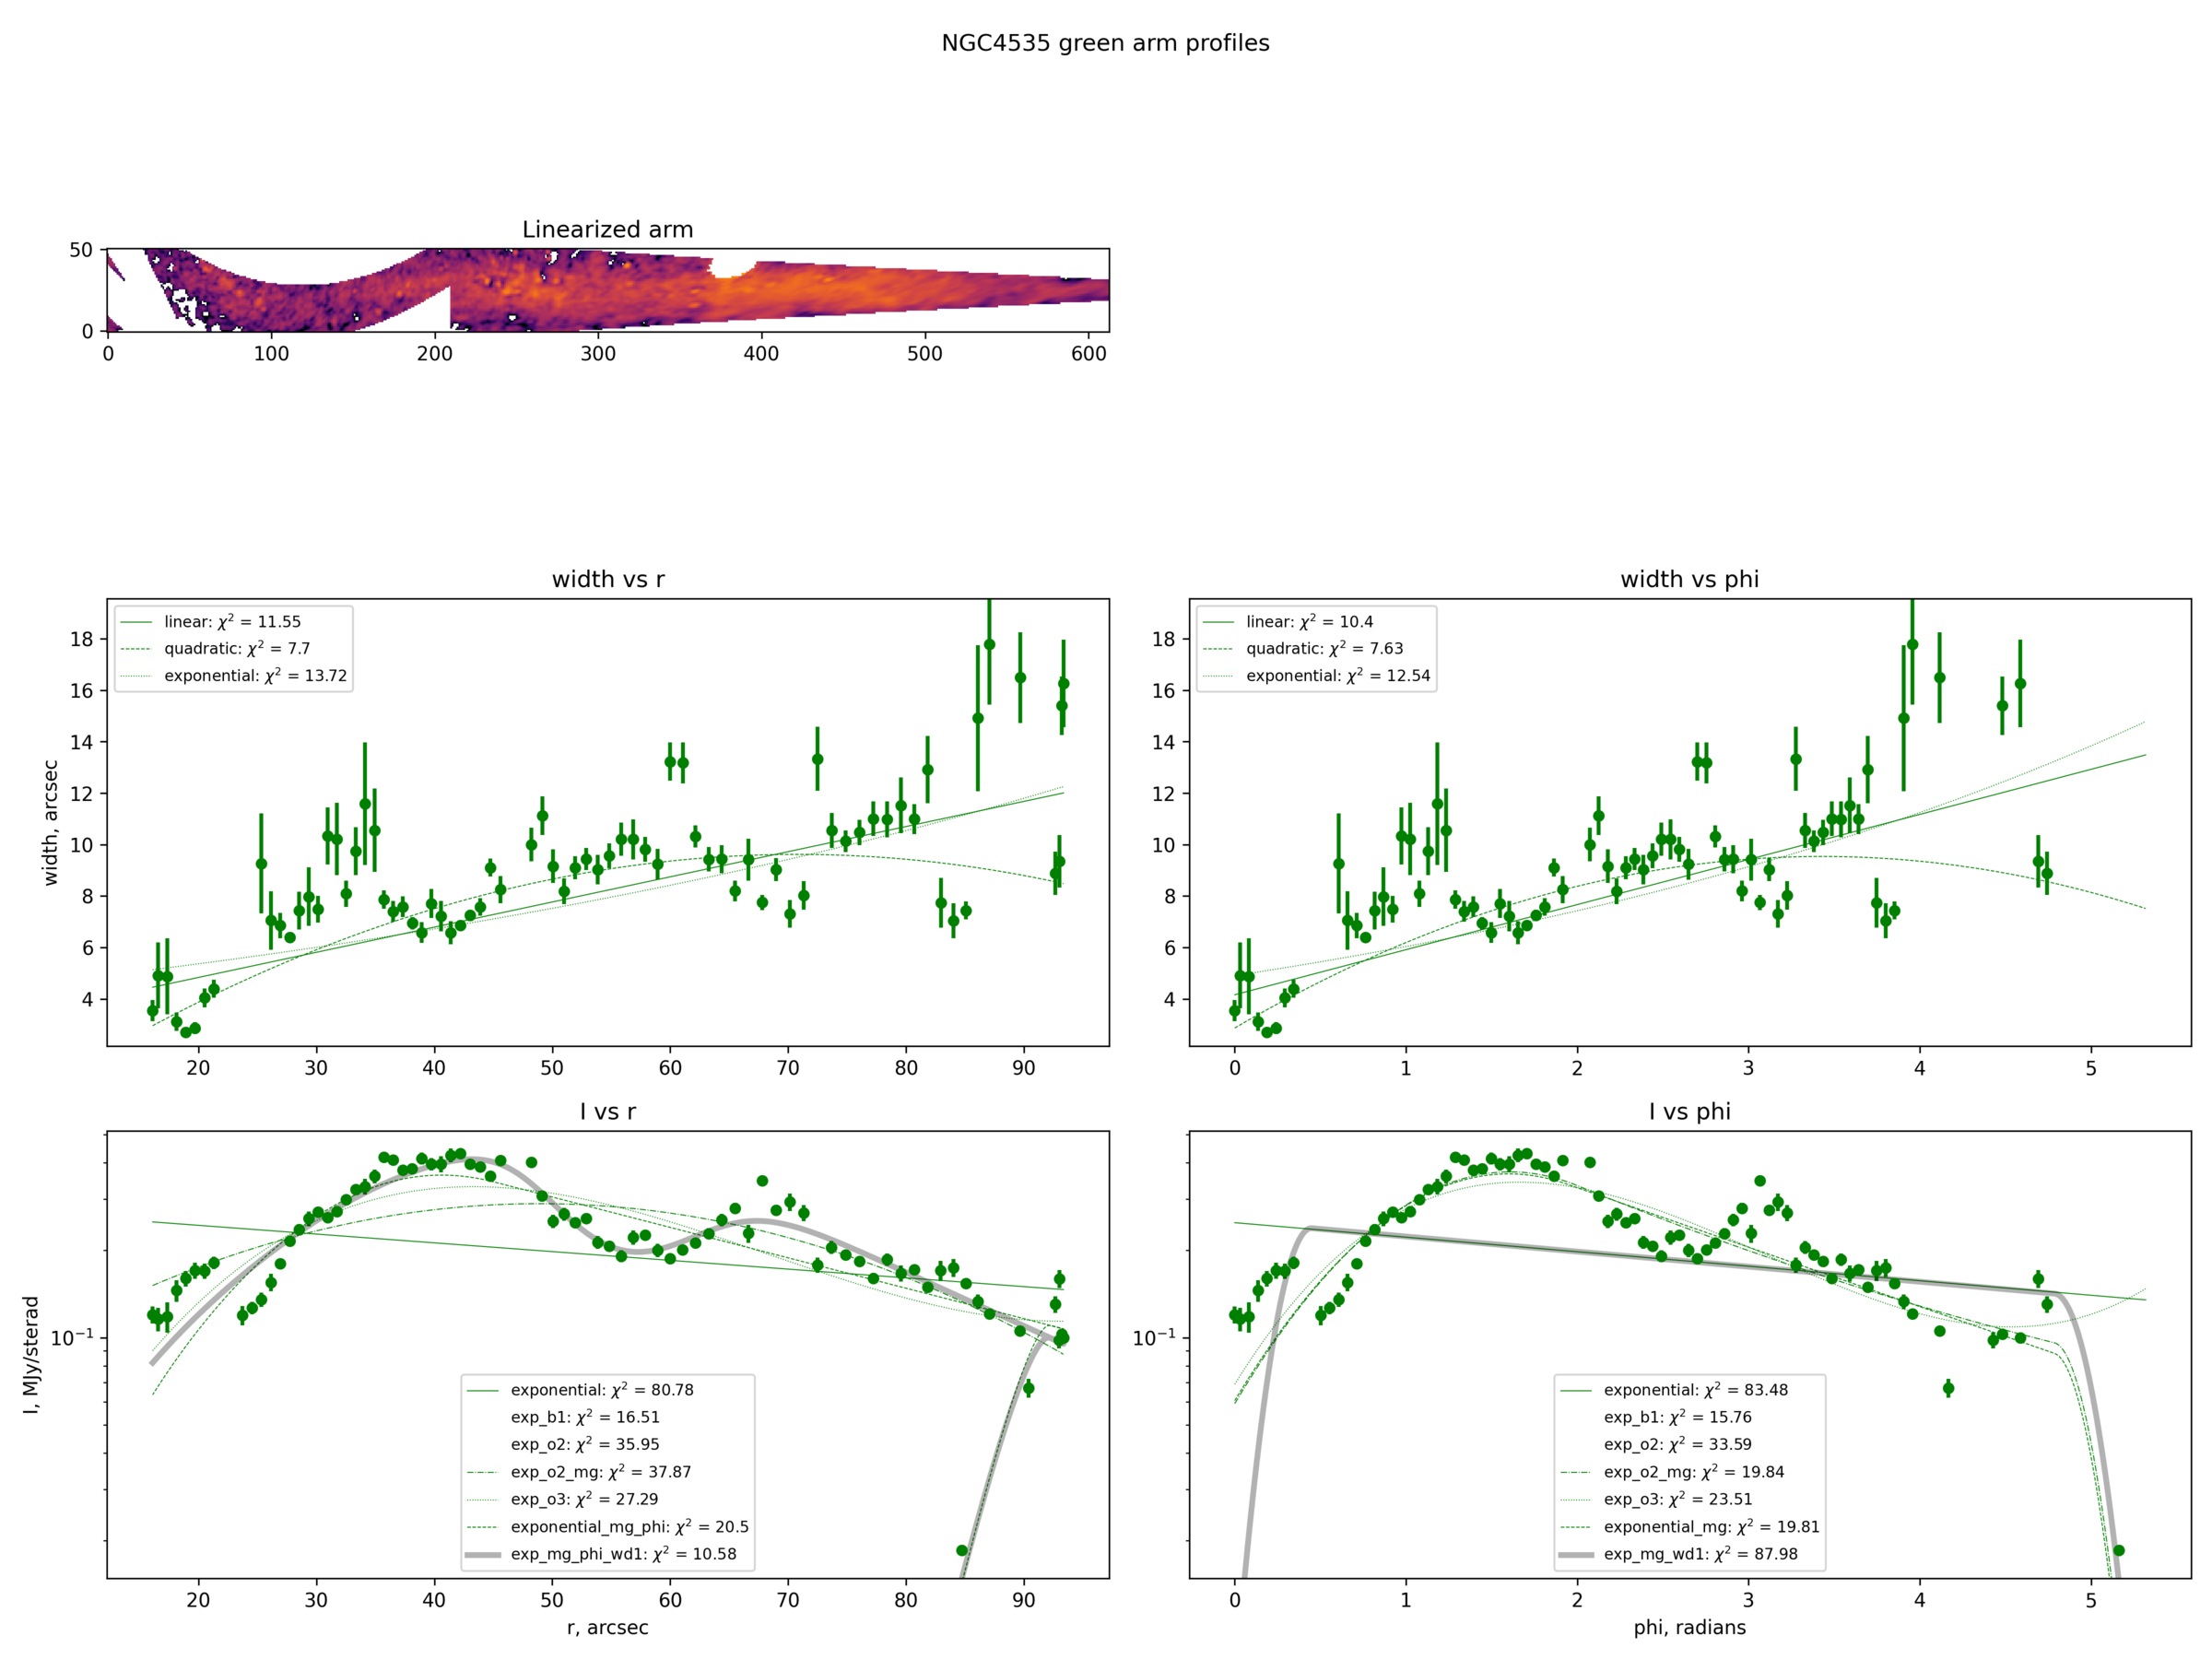 NGC4535 green arm profiles
Linearized arm
50
0
0 100 200 300 400 500 600
width vs r
linear: χ² = 11.55
quadratic: χ² = 7.7
exponential: χ² = 13.72
width, arcsec
18
16
14
12
10
8
6
4
20 30 40 50 60 70 80 90
width vs phi
linear: χ² = 10.4
quadratic: χ² = 7.63
exponential: χ² = 12.54
18
16
14
12
10
8
6
4
0 1 2 3 4 5
I vs r
I, MJy/sterad
10⁻¹
exponential: χ² = 80.78
exp_b1: χ² = 16.51
exp_o2: χ² = 35.95
exp_o2_mg: χ² = 37.87
exp_o3: χ² = 27.29
exponential_mg_phi: χ² = 20.5
exp_mg_phi_wd1: χ² = 10.58
20 30 40 50 60 70 80 90
r, arcsec
I vs phi
10⁻¹
exponential: χ² = 83.48
exp_b1: χ² = 15.76
exp_o2: χ² = 33.59
exp_o2_mg: χ² = 19.84
exp_o3: χ² = 23.51
exponential_mg: χ² = 19.81
exp_mg_wd1: χ² = 87.98
0 1 2 3 4 5
phi, radians